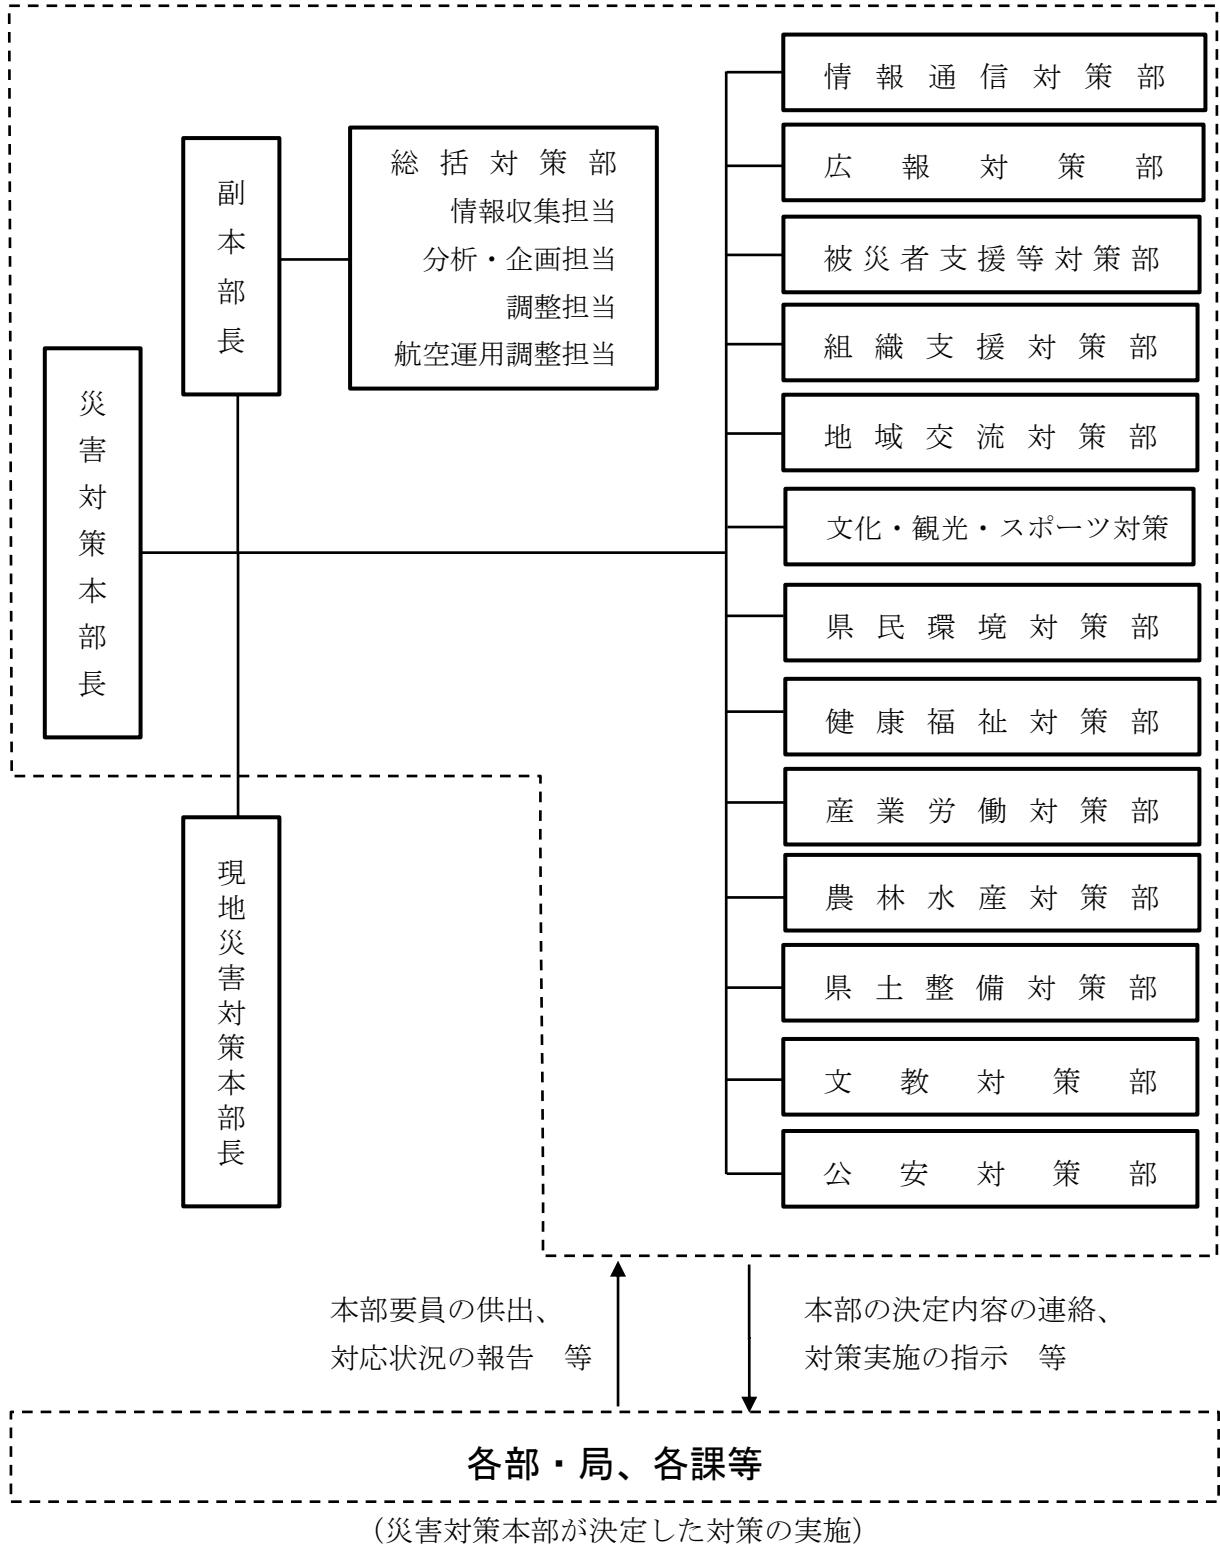 災害対策本部長
副本部長
総括対策部
情報収集担当
分析・企画担当
調整担当
航空運用調整担当
現地災害対策本部長
情報通信対策部
広報対策部
被災者支援等対策部
組織支援対策部
地域交流対策部
文化・観光・スポーツ対策
県民環境対策部
健康福祉対策部
産業労働対策部
農林水産対策部
県土整備対策部
文教対策部
公安対策部
本部要員の供出、
対応状況の報告　等
本部の決定内容の連絡、
対策実施の指示　等
各部・局、各課等
（災害対策本部が決定した対策の実施）